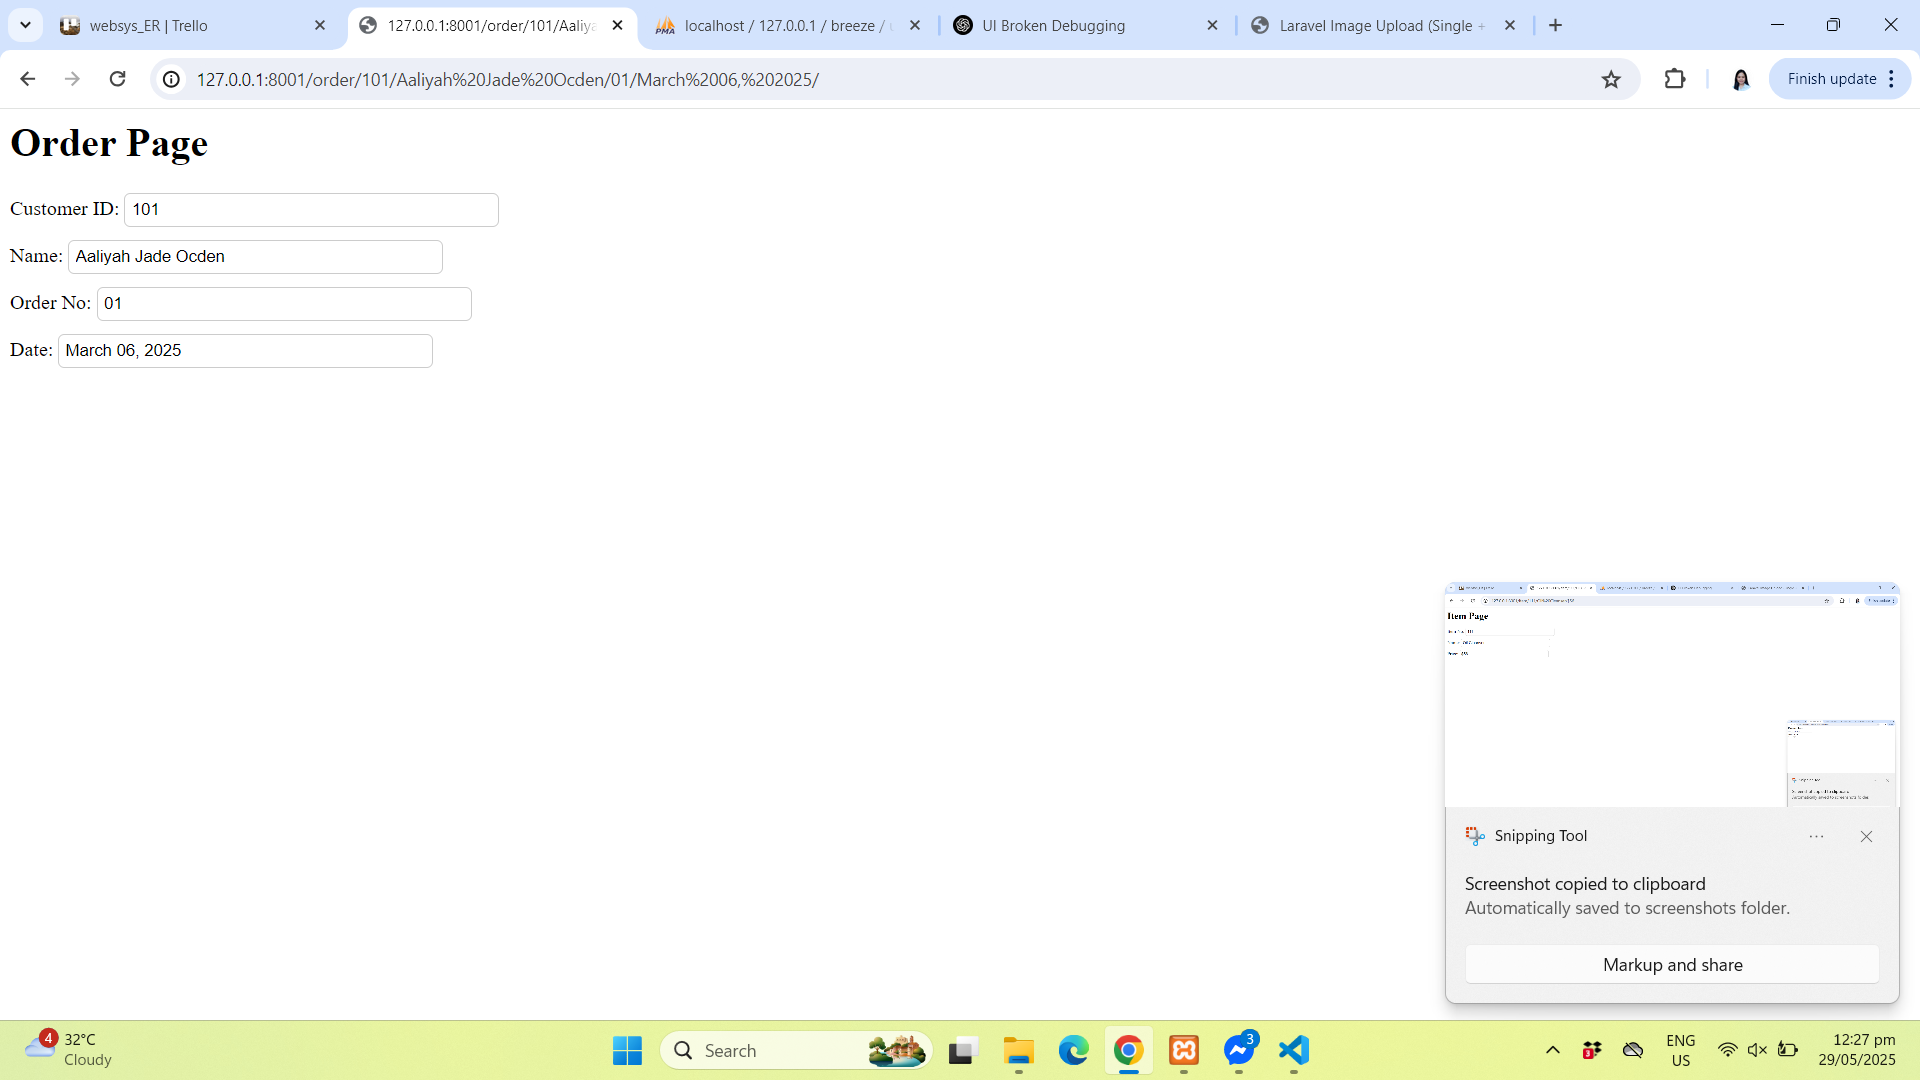 websys_ER | Trello
127.0.0.1:8001/order/101/Aaliya
localhost / 127.0.0.1 / breeze /
UI Broken Debugging
Laravel Image Upload (Single +
127.0.0.1:8001/order/101/Aaliyah%20Jade%20Ocden/01/March%2006,%202025/
Finish update
Order Page
Customer ID: 101
Name: Aaliyah Jade Ocden
Order No: 01
Date: March 06, 2025
Item Page
Snipping Tool
Screenshot copied to clipboard
Automatically saved to screenshots folder.
Markup and share
4
32°C
Cloudy
Search
3
3
ENG
US
12:27 pm
29/05/2025